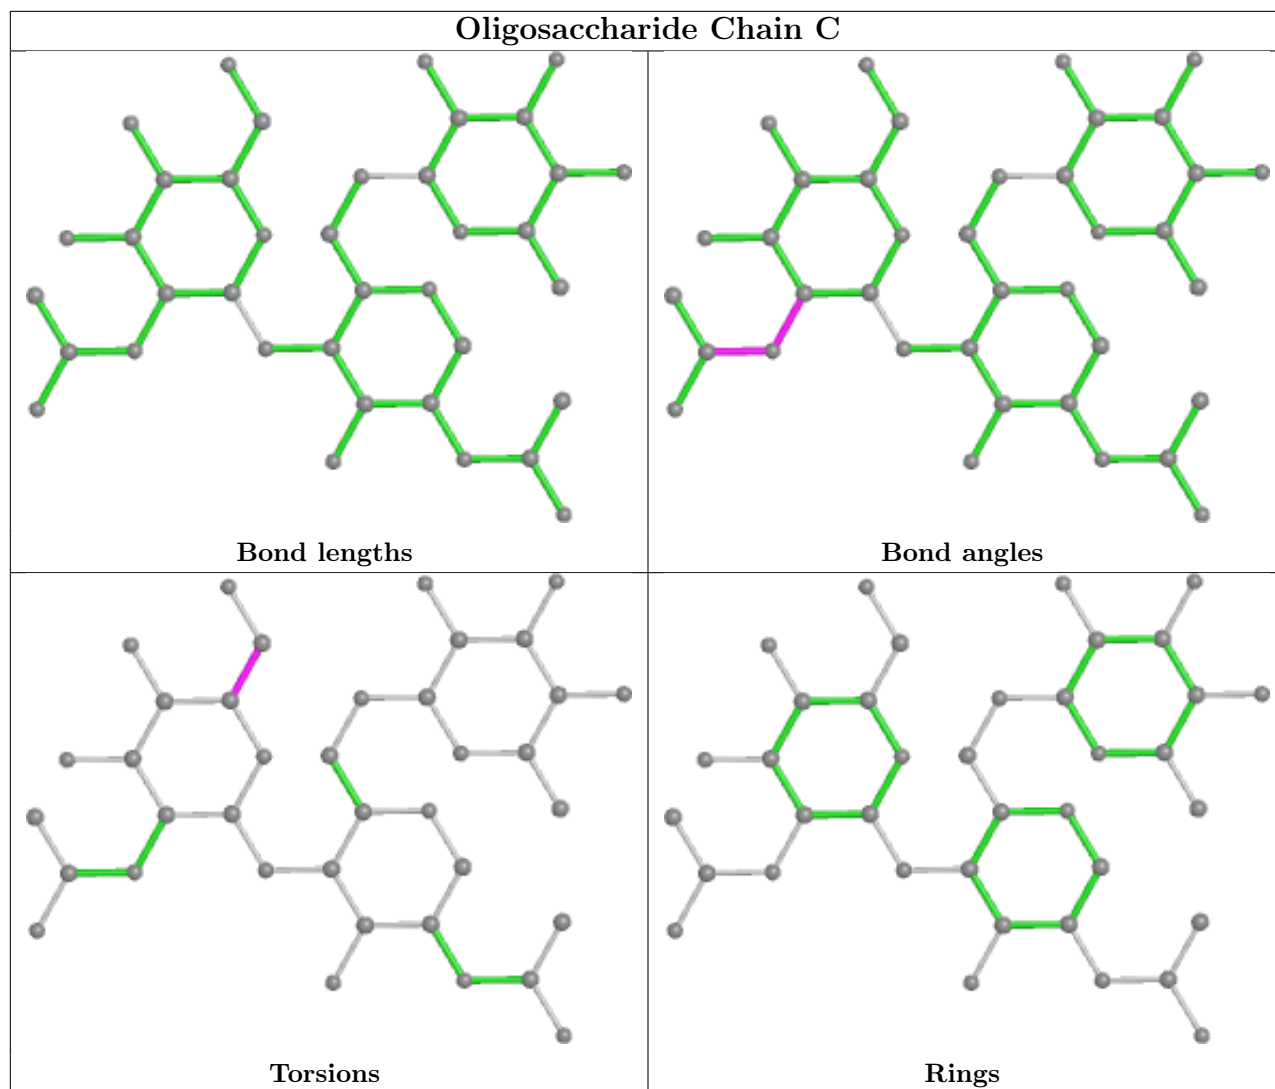 Oligosaccharide Chain C
Bond lengths
Bond angles
Torsions
Rings